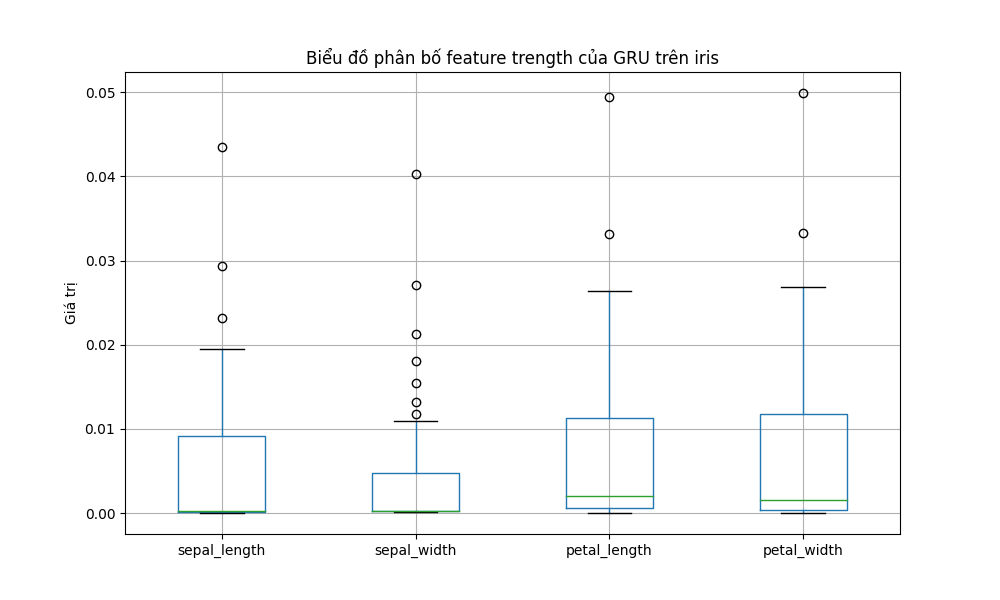 Biểu đồ phân bố feature trength của GRU trên iris
Giá trị
0.05
0.04
0.03
0.02
0.01
0.00
sepal_length
sepal_width
petal_length
petal_width